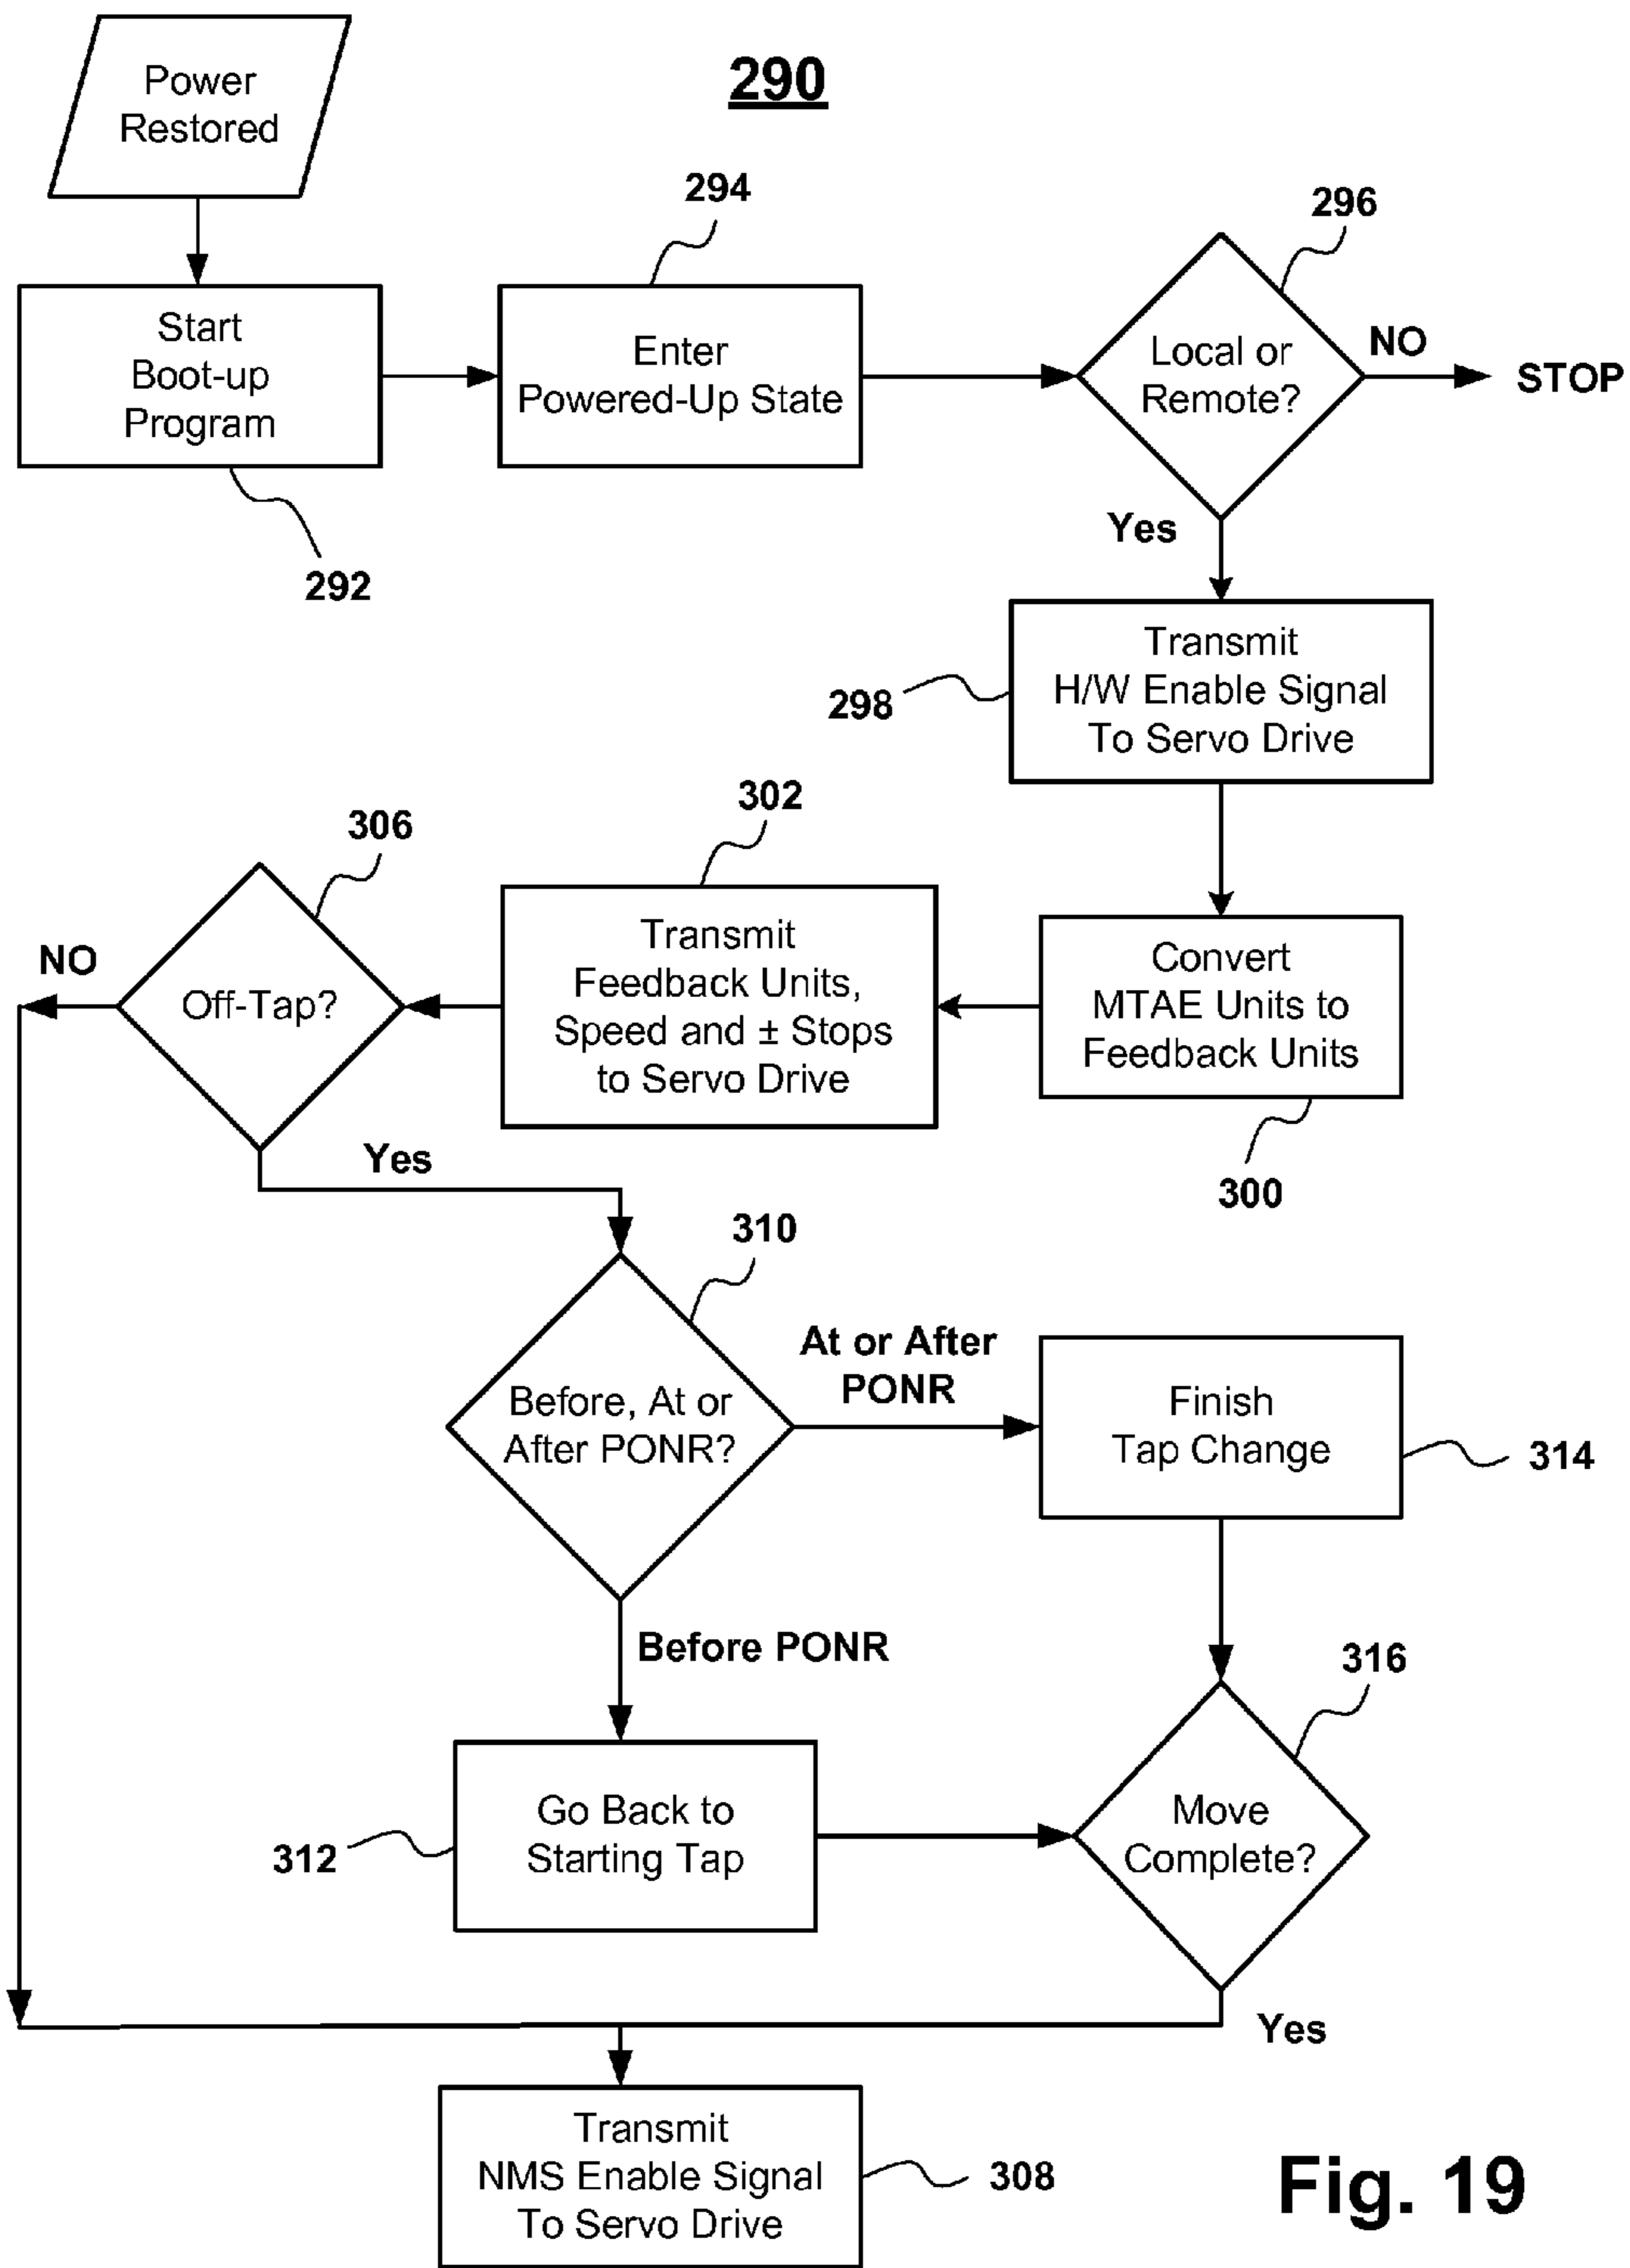 Power
Restored
290
294
296
Start
Boot-up
Program
Enter
Powered-Up State
Local or
Remote?
NO
STOP
292
Yes
Transmit
H/W Enable Signal
To Servo Drive
298
302
306
Transmit
Feedback Units,
Speed and ± Stops
to Servo Drive
Convert
MTAE Units to
Feedback Units
NO
Off-Tap?
300
Yes
310
Before, At or
After PONR?
At or After
PONR
Finish
Tap Change
314
Before PONR
316
Go Back to
Starting Tap
312
Move
Complete?
Yes
Transmit
NMS Enable Signal
To Servo Drive
308
Fig. 19